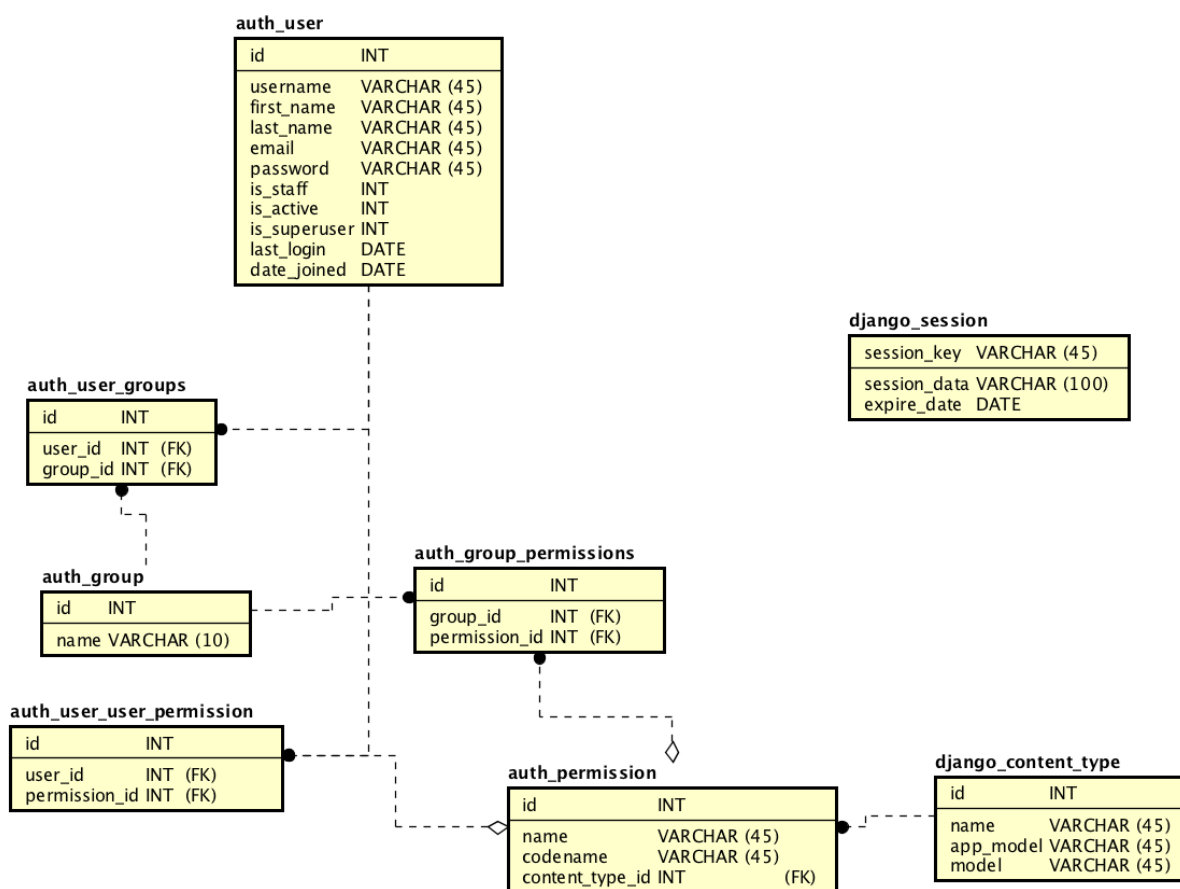 auth_user
id INT
username VARCHAR (45)
first_name VARCHAR (45)
last_name VARCHAR (45)
email VARCHAR (45)
password VARCHAR (45)
is_staff INT
is_active INT
is_superuser INT
last_login DATE
date_joined DATE
django_session
session_key VARCHAR (45)
session_data VARCHAR (100)
expire_date DATE
auth_user_groups
id INT
user_id INT (FK)
group_id INT (FK)
auth_group_permissions
id INT
group_id INT (FK)
permission_id INT (FK)
auth_group
id INT
name VARCHAR (10)
auth_user_user_permission
id INT
user_id INT (FK)
permission_id INT (FK)
auth_permission
id INT
name VARCHAR (45)
codename VARCHAR (45)
content_type_id INT (FK)
django_content_type
id INT
name VARCHAR (45)
app_model VARCHAR (45)
model VARCHAR (45)